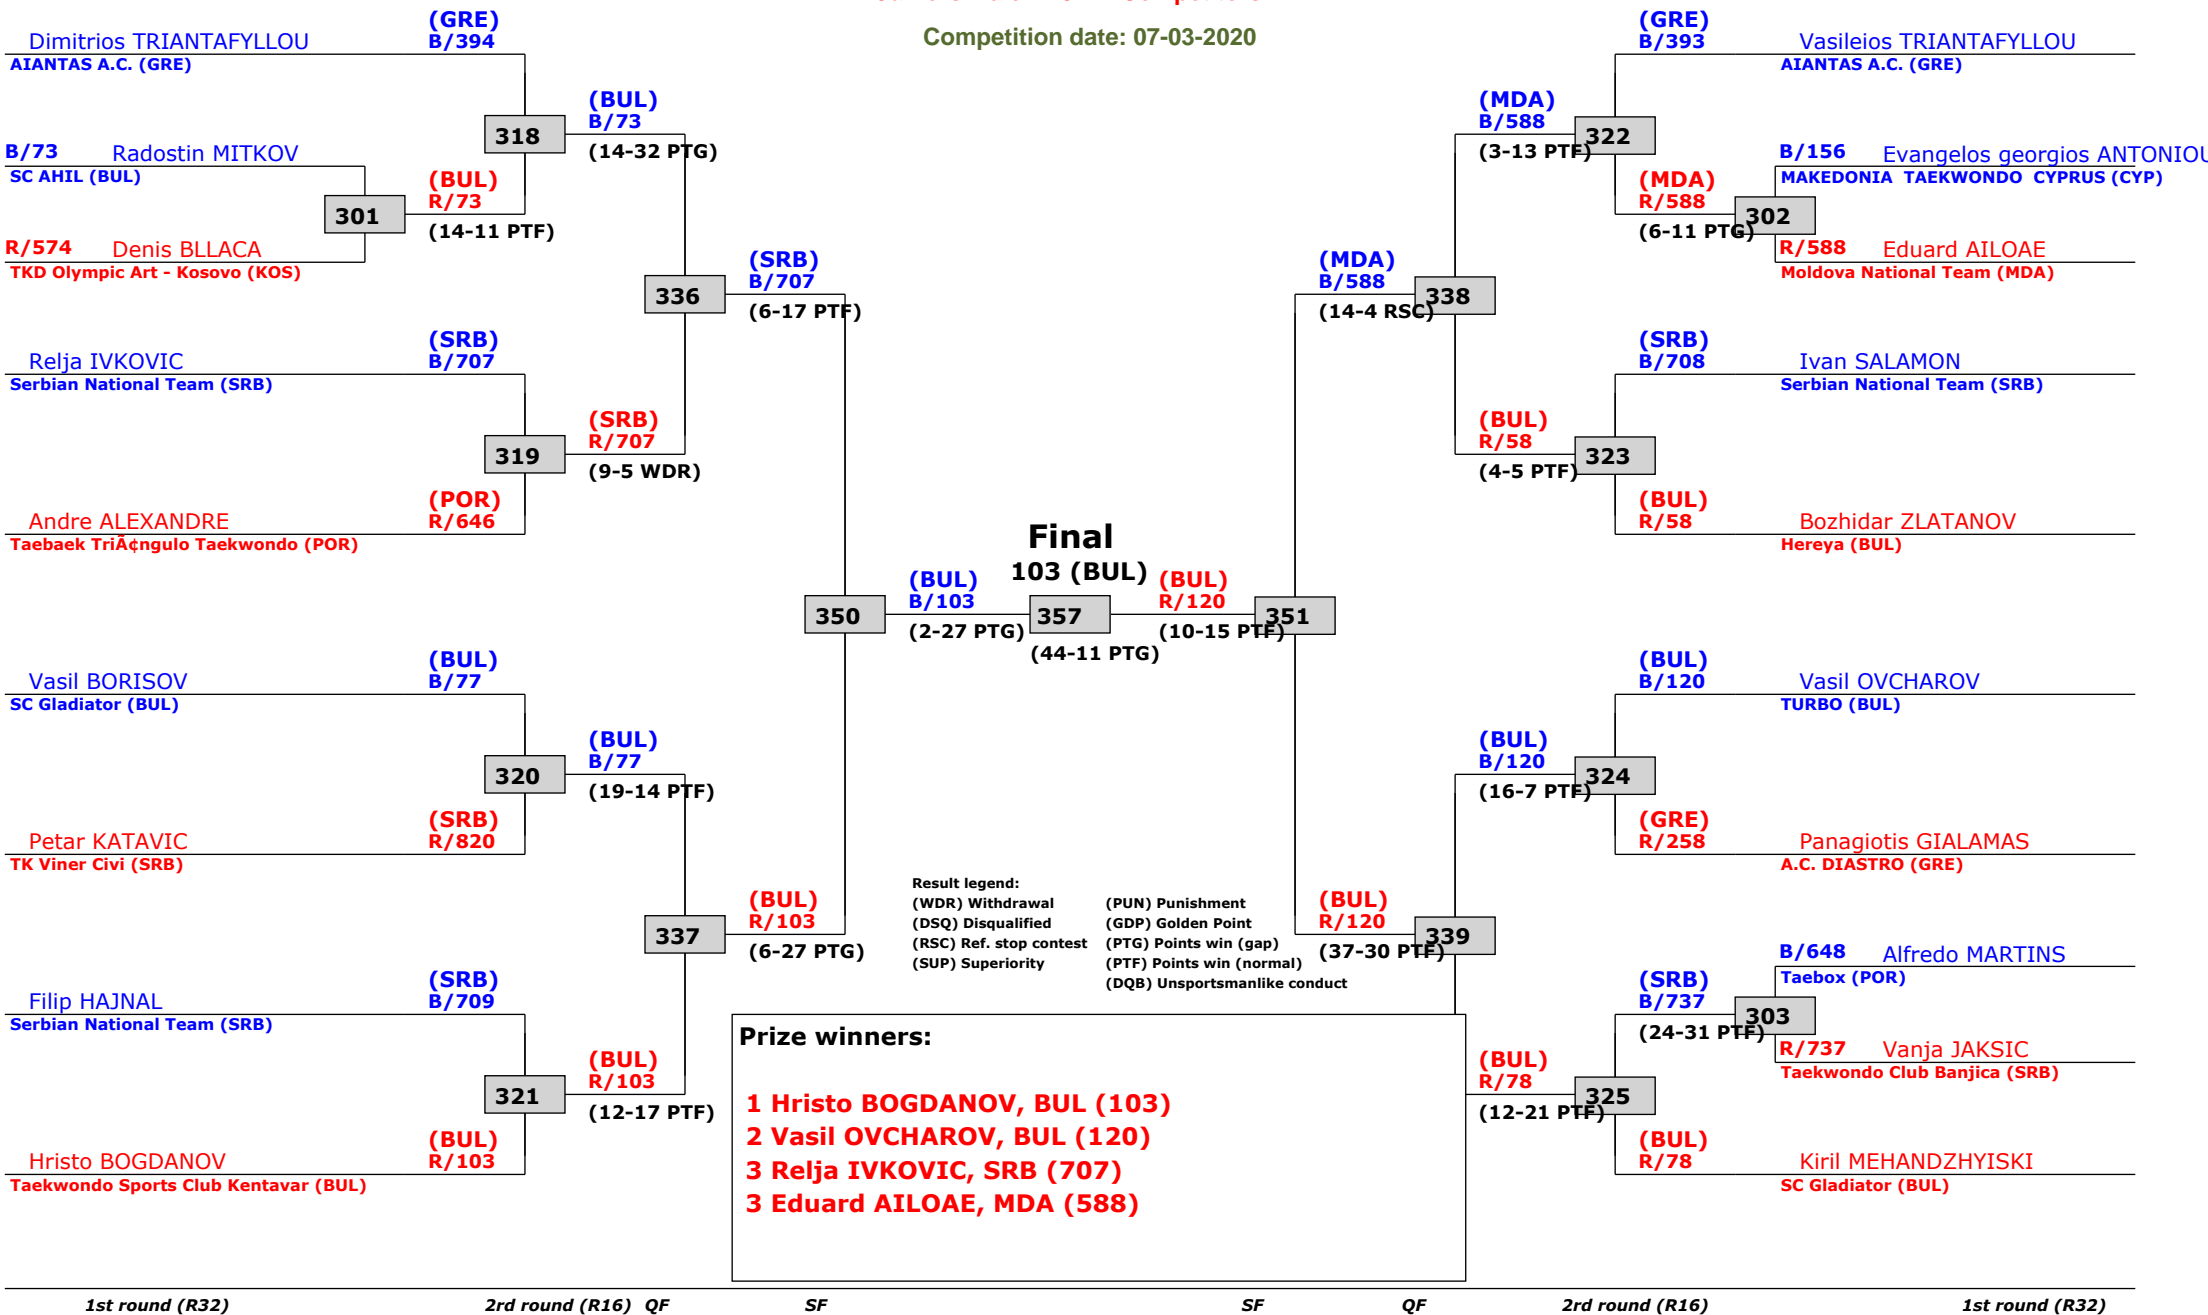 Competition date: 07-03-2020
Dimitrios TRIANTAFYLLOU
AIANTAS A.C. (GRE)
(GRE)
B/394
B/73 Radostin MITKOV
SC AHIL (BUL)
R/574 Denis BLLACA
TKD Olympic Art - Kosovo (KOS)
301
(BUL)
R/73
(14-11 PTF)
318
(BUL)
B/73
(14-32 PTG)
Relja IVKOVIC
Serbian National Team (SRB)
(SRB)
B/707
Andre ALEXANDRE
Taebaek TriÃ¢ngulo Taekwondo (POR)
(POR)
R/646
319
(SRB)
R/707
(9-5 WDR)
336
(SRB)
B/707
(6-17 PTF)
Vasil BORISOV
SC Gladiator (BUL)
(BUL)
B/77
Petar KATAVIC
TK Viner Civi (SRB)
(SRB)
R/820
320
(BUL)
B/77
(19-14 PTF)
Filip HAJNAL
Serbian National Team (SRB)
(SRB)
B/709
Hristo BOGDANOV
Taekwondo Sports Club Kentavar (BUL)
(BUL)
R/103
321
(BUL)
R/103
(12-17 PTF)
337
(BUL)
R/103
(6-27 PTG)
350
(BUL)
B/103
(2-27 PTG)
Final
103 (BUL)
357
(44-11 PTG)
(BUL)
R/120
(10-15 PTF)
351
(MDA)
B/588
(14-4 RSC)
338
(MDA)
B/588
(3-13 PTF)
322
(GRE)
B/393
Vasileios TRIANTAFYLLOU
AIANTAS A.C. (GRE)
(MDA)
R/588
(6-11 PTG)
302
B/156 Evangelos georgios ANTONIOU
MAKEDONIA TAEKWONDO CYPRUS (CYP)
R/588 Eduard AILOAE
Moldova National Team (MDA)
(BUL)
R/58
(4-5 PTF)
323
(SRB)
B/708
Ivan SALAMON
Serbian National Team (SRB)
(BUL)
R/58
Bozhidar ZLATANOV
Hereya (BUL)
(BUL)
R/120
(37-30 PTF)
339
(BUL)
B/120
(16-7 PTF)
324
(BUL)
B/120
Vasil OVCHAROV
TURBO (BUL)
(GRE)
R/258
Panagiotis GIALAMAS
A.C. DIASTRO (GRE)
(BUL)
R/78
(12-21 PTF)
325
(SRB)
B/737
(24-31 PTF)
303
B/648 Alfredo MARTINS
Taebox (POR)
R/737 Vanja JAKSIC
Taekwondo Club Banjica (SRB)
(BUL)
R/78
Kiril MEHANDZHYISKI
SC Gladiator (BUL)
Result legend:
(WDR) Withdrawal (PUN) Punishment
(DSQ) Disqualified (GDP) Golden Point
(RSC) Ref. stop contest (PTG) Points win (gap)
(SUP) Superiority (PTF) Points win (normal)
(DQB) Unsportsmanlike conduct
Prize winners:
1 Hristo BOGDANOV, BUL (103)
2 Vasil OVCHAROV, BUL (120)
3 Relja IVKOVIC, SRB (707)
3 Eduard AILOAE, MDA (588)
1st round (R32) 2rd round (R16) QF SF SF QF 2rd round (R16) 1st round (R32)